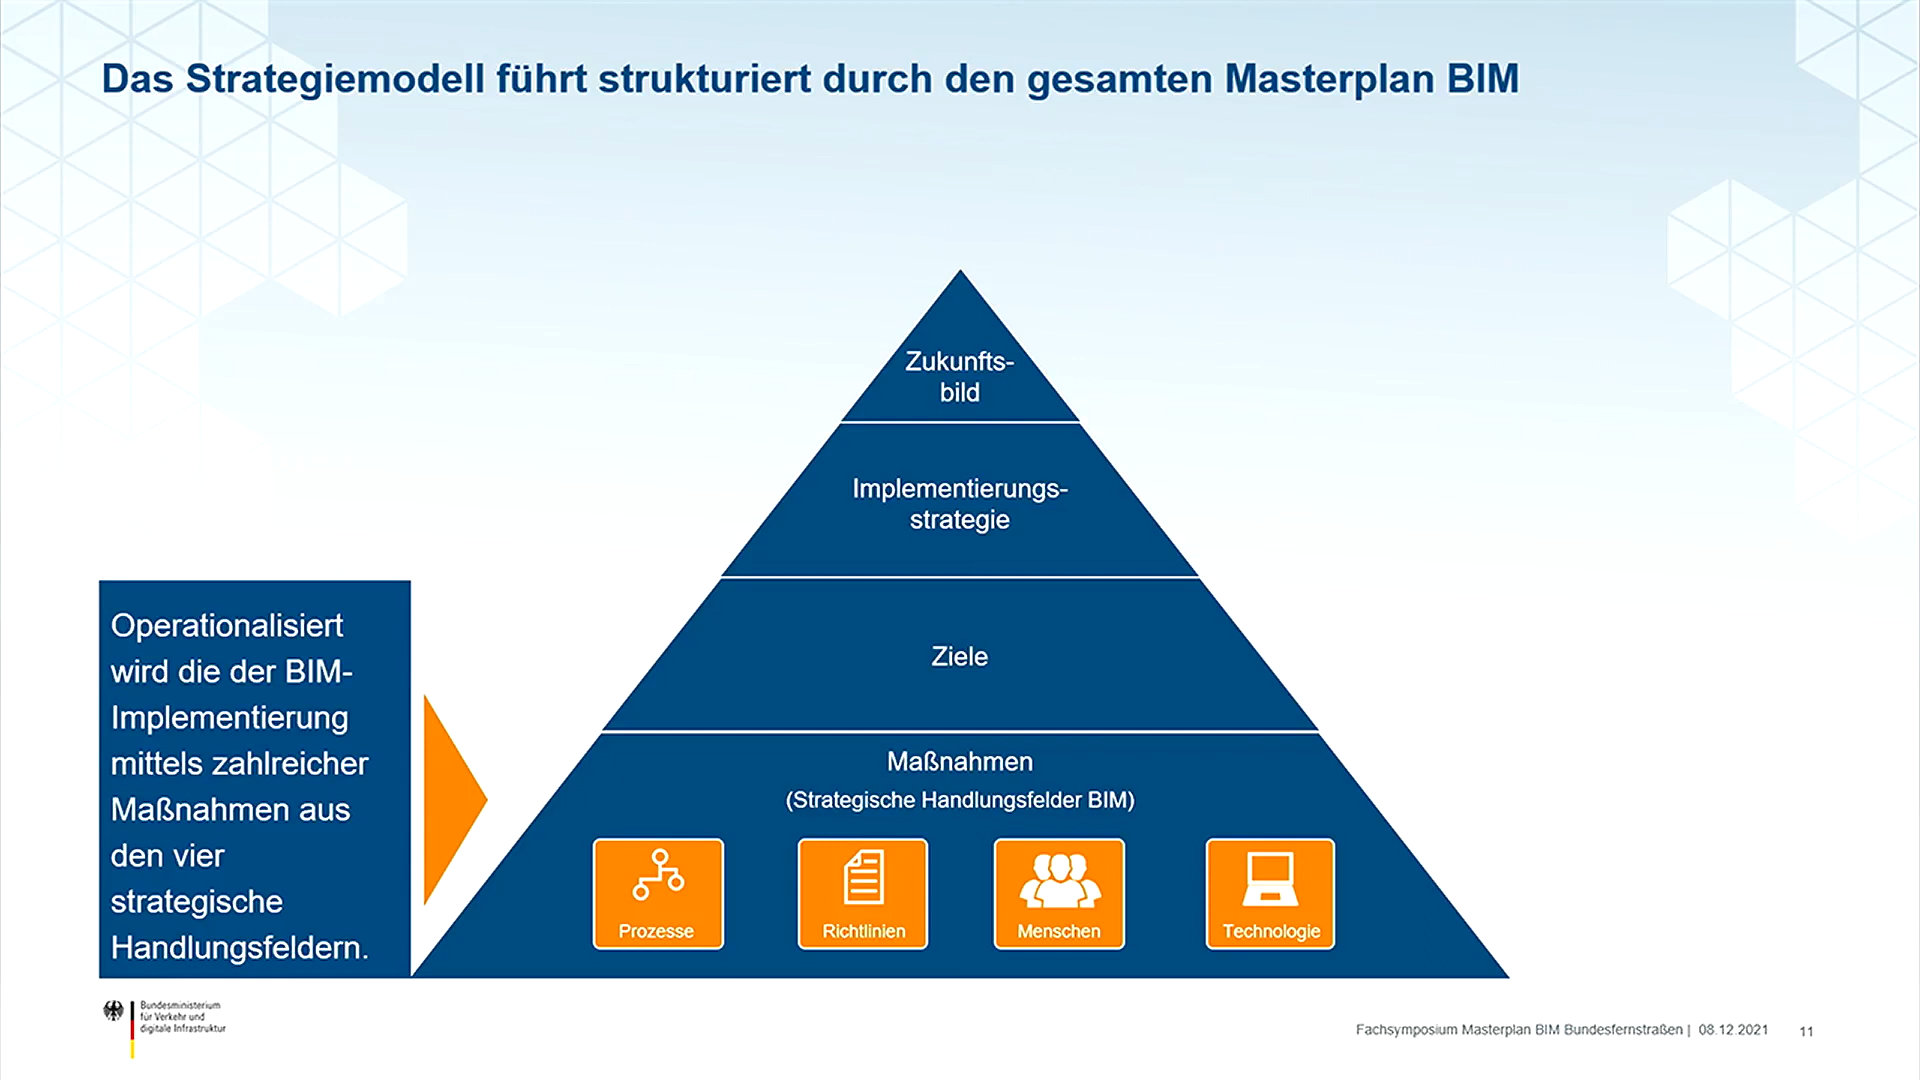 Das Strategiemodell führt strukturiert durch den gesamten Masterplan BIM
Zukunfts-
bild
Implementierungs-
strategie
Ziele
Operationalisiert
wird die der BIM-
Implementierung
mittels zahlreicher
Maßnahmen aus
den vier
strategische
Handlungsfeldern.
Maßnahmen
(Strategische Handlungsfelder BIM)
Prozesse
Richtlinien
Menschen
Technologie
Bundesministerium
für Verkehr und
digitale Infrastruktur
Fachsymposium Masterplan BIM Bundesfernstraßen | 08.12.2021 11